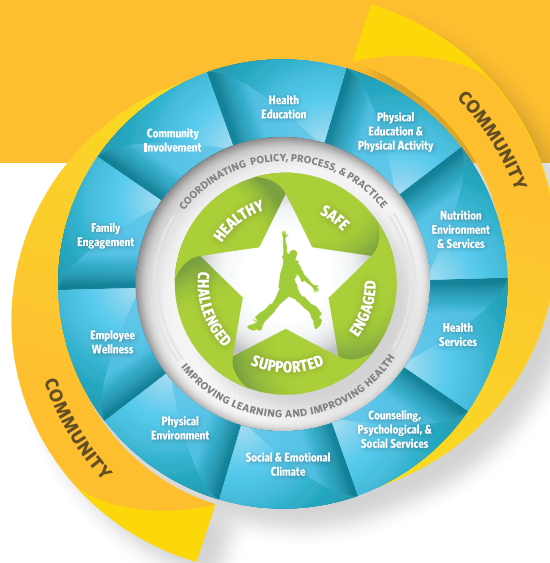 COMMUNITY
Health
Education
Physical
Education &
Physical Activity
Nutrition
Environment
& Services
Health
Services
Counseling,
Psychological, &
Social Services
Social & Emotional
Climate
Physical
Environment
Employee
Wellness
Family
Engagement
Community
Involvement
COORDINATING POLICY, PROCESS, & PRACTICE
IMPROVING LEARNING AND IMPROVING HEALTH
HEALTHY
SAFE
ENGAGED
SUPPORTED
CHALLENGED
COMMUNITY